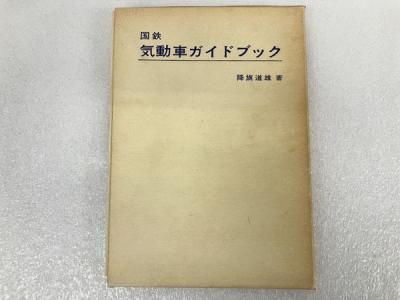 国鉄
気動車ガイドブック
降旗道雄 著